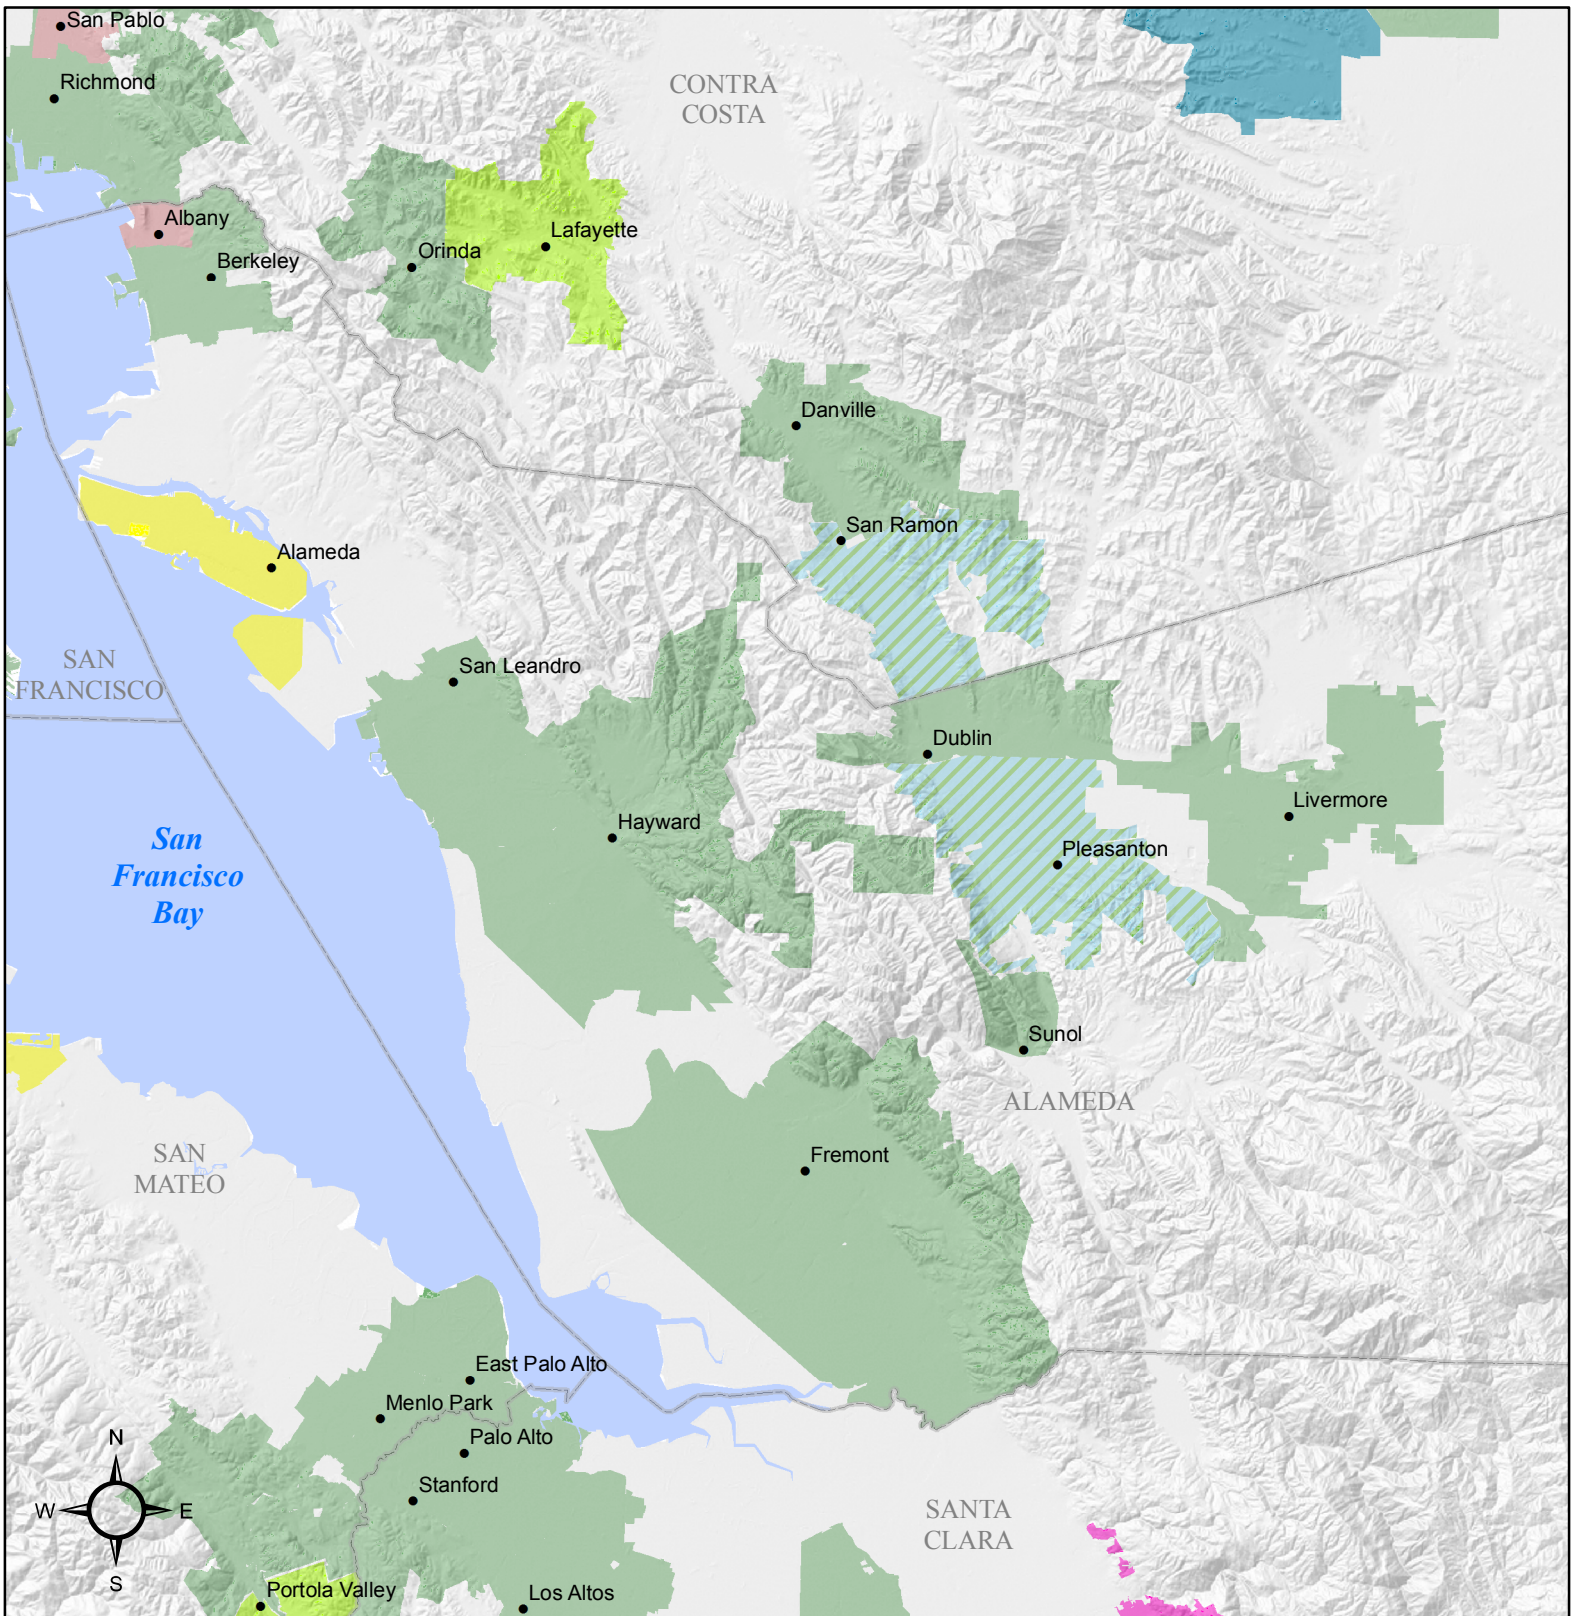 San Pablo
Richmond
CONTRA
COSTA
Albany
Berkeley
Orinda
Lafayette
Danville
San Ramon
Alameda
SAN
FRANCISCO
San Leandro
Dublin
Livermore
Hayward
Pleasanton
San
Francisco
Bay
Sunol
ALAMEDA
SAN
MATEO
Fremont
East Palo Alto
Menlo Park
Palo Alto
Stanford
N
W
E
S
SANTA
CLARA
Portola Valley
Los Altos